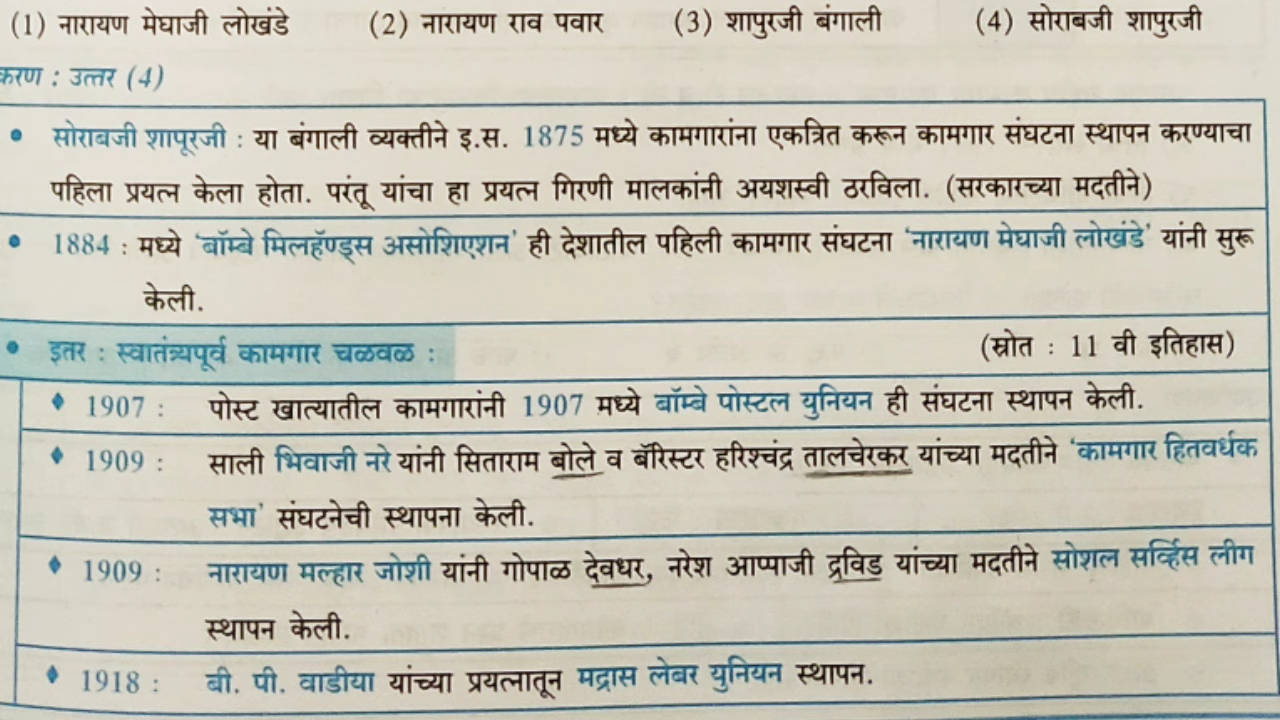 (1) नारायण मेघाजी लोखंडे (2) नारायण राव पवार (3) शापुरजी बंगाली (4) सोराबजी शापुरजी
करण : उत्तर (4)
• सोराबजी शापूरजी : या बंगाली व्यक्तीने इ.स. 1875 मध्ये कामगारांना एकत्रित करून कामगार संघटना स्थापन करण्याचा
पहिला प्रयत्न केला होता. परंतू यांचा हा प्रयत्न गिरणी मालकांनी अयशस्वी ठरविला. (सरकारच्या मदतीने)
• 1884 : मध्ये 'बॉम्बे मिलहॅण्ड्स असोशिएशन' ही देशातील पहिली कामगार संघटना 'नारायण मेघाजी लोखंडे' यांनी सुरू
केली.
• इतर : स्वातंत्र्यपूर्व कामगार चळवळ : (स्रोत : 11 वी इतिहास)
♦ 1907 : पोस्ट खात्यातील कामगारांनी 1907 मध्ये बॉम्बे पोस्टल युनियन ही संघटना स्थापन केली.
♦ 1909 : साली भिवाजी नरे यांनी सिताराम बोले व बॅरिस्टर हरिश्चंद्र तालचेरकर यांच्या मदतीने 'कामगार हितवर्धक
सभा' संघटनेची स्थापना केली.
♦ 1909 : नारायण मल्हार जोशी यांनी गोपाळ देवधर, नरेश आप्पाजी द्रविड यांच्या मदतीने सोशल सर्व्हिस लीग
स्थापन केली.
♦ 1918 : बी. पी. वाडीया यांच्या प्रयत्नातून मद्रास लेबर युनियन स्थापन.